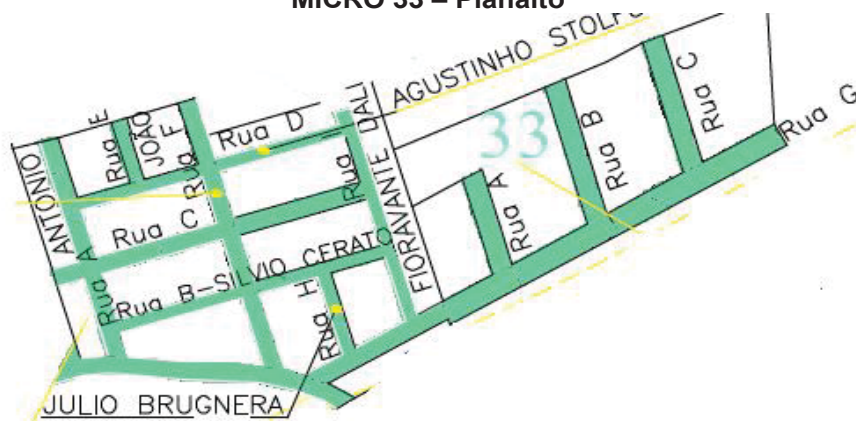 MICRO 33 – Planalto
AGUSTINHO STOLFO
Rua C
Rua G
Rua B
33
FIORAVANTE DALI
Rua D
Rua E
JOÃO
RUA F
Rua
ANTONIO
Rua C
Rua A
Rua A
Rua B-SILVIO CERATO
Rua H
JULIO BRUGNERA